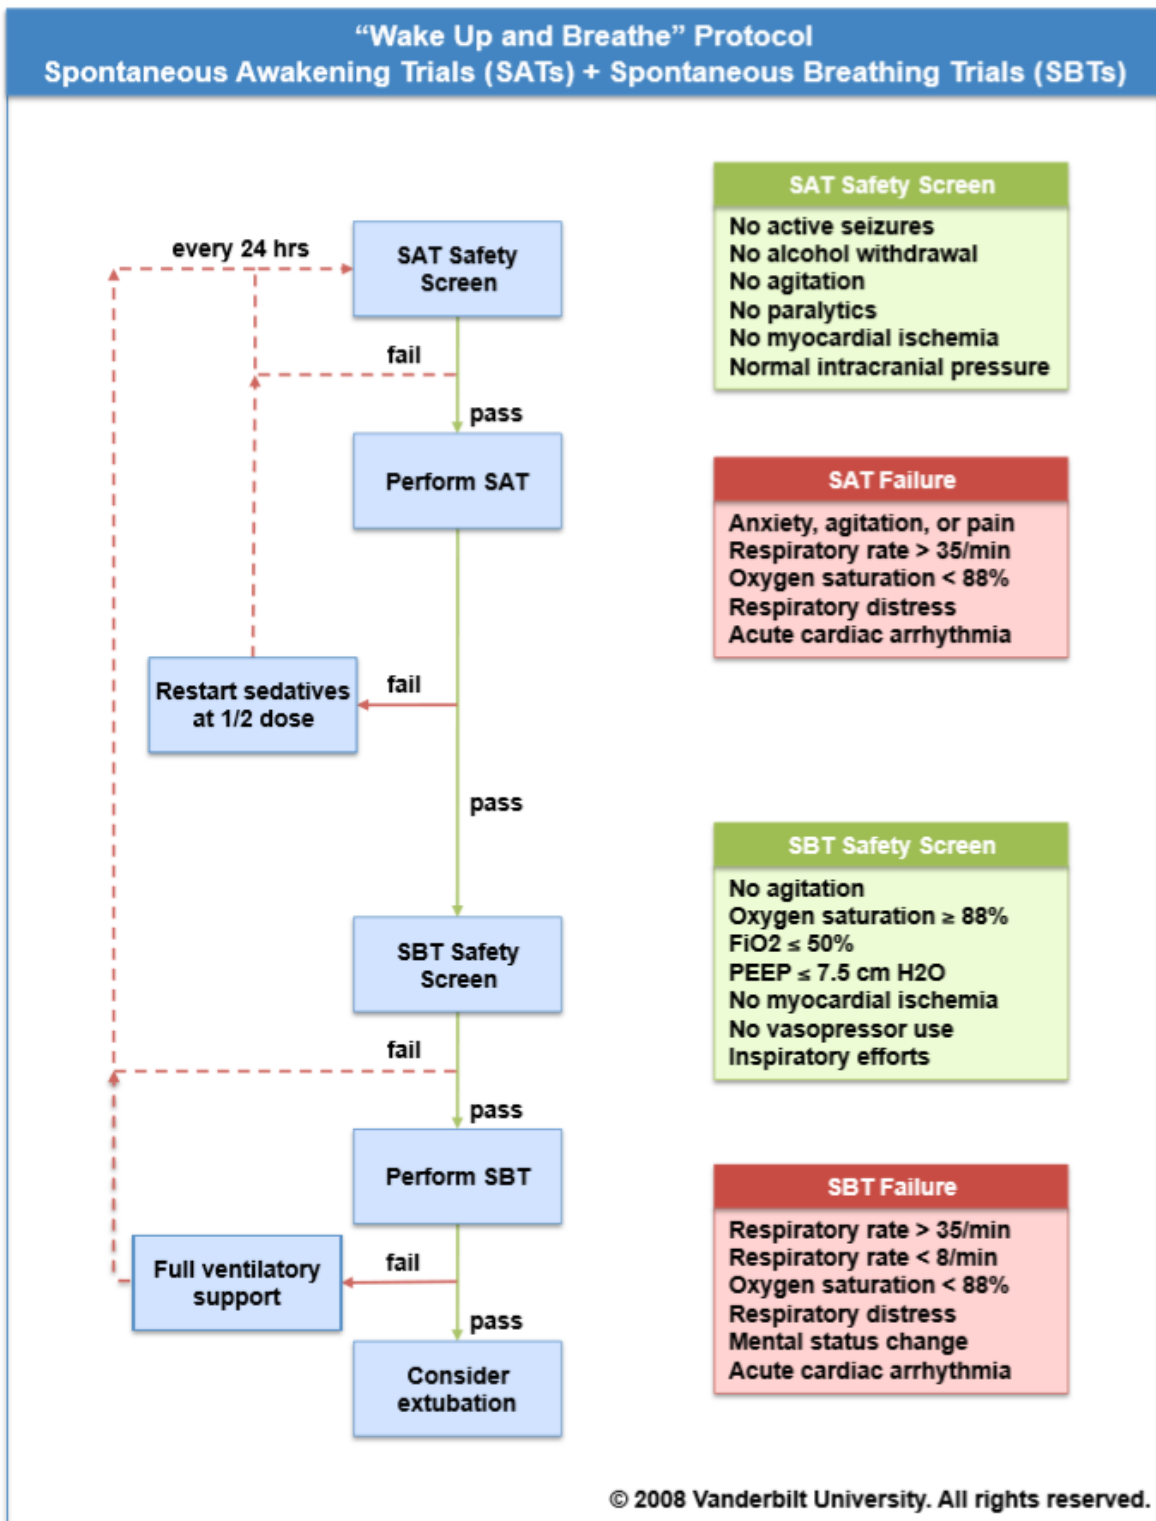 “Wake Up and Breathe” Protocol
Spontaneous Awakening Trials (SATs) + Spontaneous Breathing Trials (SBTs)
every 24 hrs
SAT Safety
Screen
fail
pass
Perform SAT
fail
Restart sedatives
at 1/2 dose
pass
SBT Safety
Screen
fail
pass
Perform SBT
fail
Full ventilatory
support
pass
Consider
extubation
SAT Safety Screen
No active seizures
No alcohol withdrawal
No agitation
No paralytics
No myocardial ischemia
Normal intracranial pressure
SAT Failure
Anxiety, agitation, or pain
Respiratory rate > 35/min
Oxygen saturation < 88%
Respiratory distress
Acute cardiac arrhythmia
SBT Safety Screen
No agitation
Oxygen saturation ≥ 88%
FiO2 ≤ 50%
PEEP ≤ 7.5 cm H2O
No myocardial ischemia
No vasopressor use
Inspiratory efforts
SBT Failure
Respiratory rate > 35/min
Respiratory rate < 8/min
Oxygen saturation < 88%
Respiratory distress
Mental status change
Acute cardiac arrhythmia
© 2008 Vanderbilt University. All rights reserved.